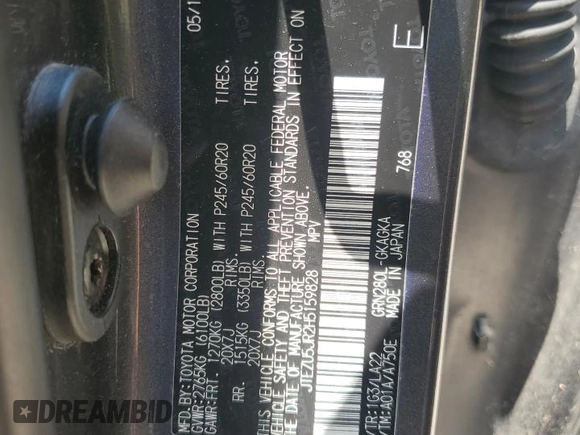 05/1
MFD.BY:TOYOTA MOTOR CORPORATION
GVWR:2765KG (6100LB)
GAWR:FRT. 1270KG (2800LB) WITH P245/60R20 TIRES,
20X7J RIMS,
RR. 1515KG (3350LB) WITH P245/60R20 TIRES,
20X7J RIMS,
THIS VEHICLE CONFORMS TO ALL APPLICABLE FEDERAL MOTOR
VEHICLE SAFETY AND THEFT PREVENTION STANDARDS IN EFFECT ON
DATE OF MANUFACTURE SHOWN ABOVE.
JTEZU5JR2H5159828 MPV
768
E
GRN280L-GKAGKA
/TR:1G3/LA22 MADE IN JAPAN
/TM:A01A/A750E
DREAMBID